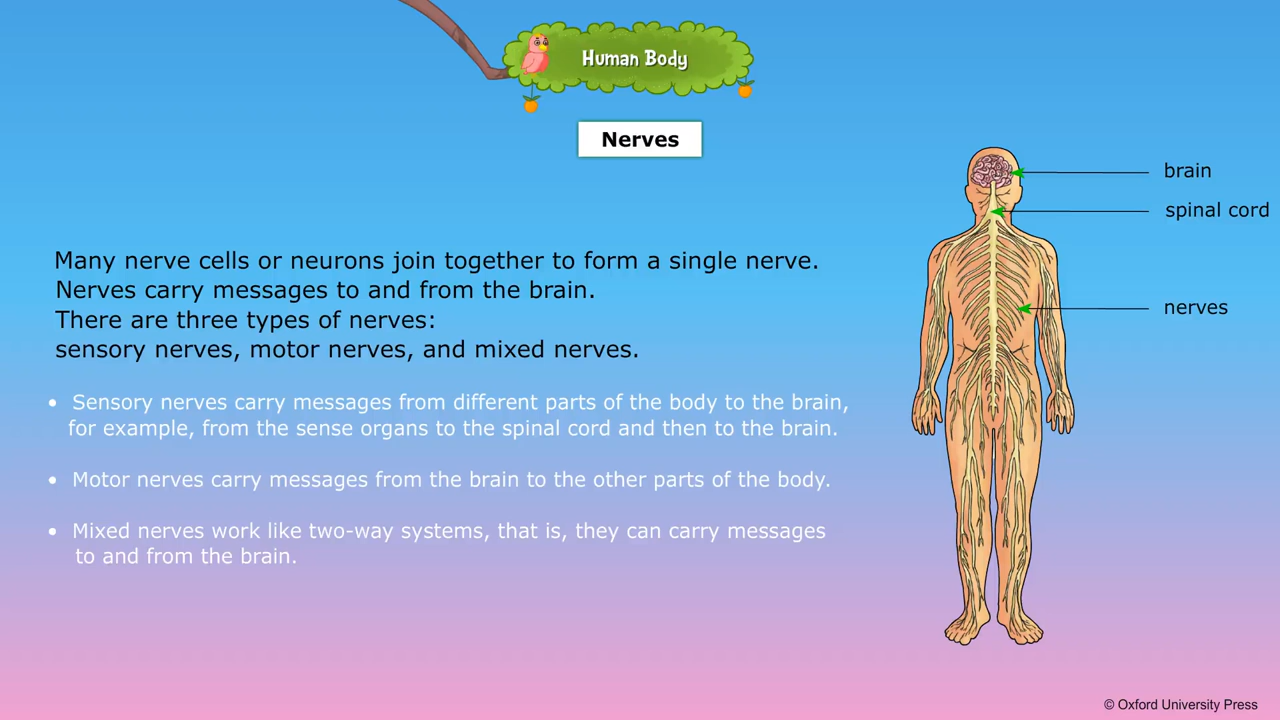 Human Body
Nerves
brain
spinal cord
nerves
Many nerve cells or neurons join together to form a single nerve.
Nerves carry messages to and from the brain.
There are three types of nerves:
sensory nerves, motor nerves, and mixed nerves.
• Sensory nerves carry messages from different parts of the body to the brain,
for example, from the sense organs to the spinal cord and then to the brain.
• Motor nerves carry messages from the brain to the other parts of the body.
• Mixed nerves work like two-way systems, that is, they can carry messages
to and from the brain.
© Oxford University Press